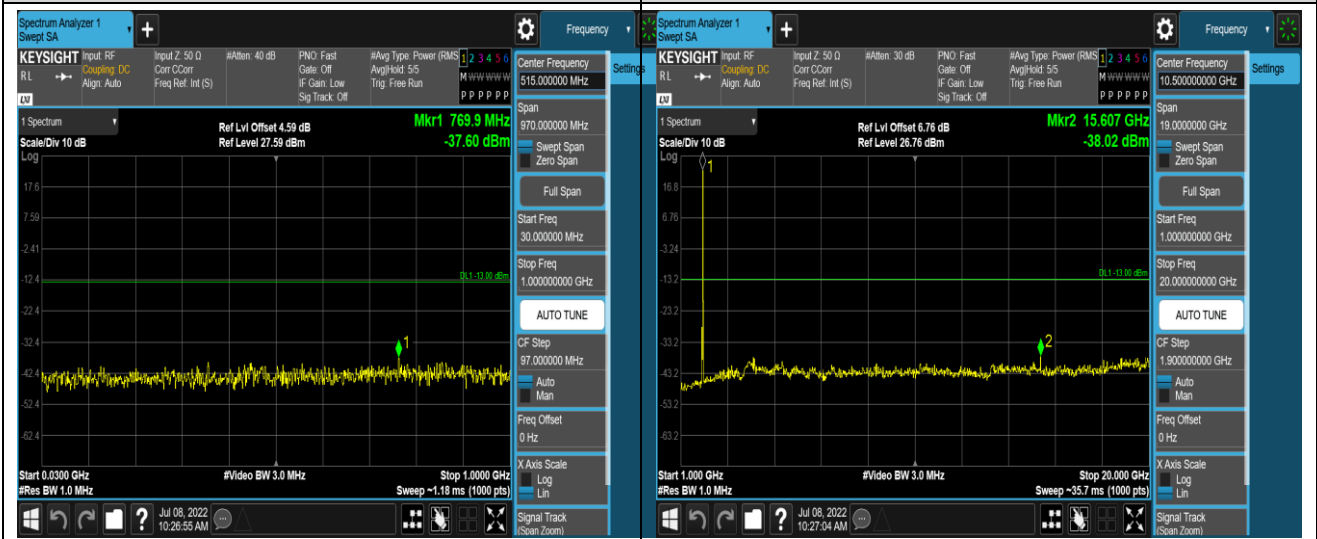 Spectrum Analyzer 1
Swept SA
+
Frequency
KEYSIGHT
RL
LXI
Input: RF
Coupling: DC
Align: Auto
Input Z: 50 Ω
Corr CCorr
Freq Ref: Int (S)
#Atten: 40 dB
PNO: Fast
Gate: Off
IF Gain: Low
Sig Track: Off
#Avg Type: Power (RMS
Avg|Hold: 5/5
Trig: Free Run
1 2 3 4 5 6
M W W W W W
P P P P P P
Center Frequency
515.000000 MHz
Settings
1 Spectrum
Scale/Div 10 dB
Log
Ref Lvl Offset 4.59 dB
Ref Level 27.59 dBm
Mkr1 769.9 MHz
-37.60 dBm
17.6
7.59
-2.41
-12.4
-22.4
-32.4
-42.4
-52.4
-62.4
DL1 -13.00 dBm
1
Start 0.0300 GHz
#Res BW 1.0 MHz
#Video BW 3.0 MHz
Stop 1.0000 GHz
Sweep ~1.18 ms (1000 pts)
Span
970.000000 MHz
Swept Span
Zero Span
Full Span
Start Freq
30.000000 MHz
Stop Freq
1.000000000 GHz
AUTO TUNE
CF Step
97.000000 MHz
Auto
Man
Freq Offset
0 Hz
X Axis Scale
Log
Lin
Signal Track
(Span Zoom)
?
Jul 08, 2022
10:26:55 AM
Spectrum Analyzer 1
Swept SA
+
Frequency
KEYSIGHT
RL
LXI
Input: RF
Coupling: DC
Align: Auto
Input Z: 50 Ω
Corr CCorr
Freq Ref: Int (S)
#Atten: 30 dB
PNO: Fast
Gate: Off
IF Gain: Low
Sig Track: Off
#Avg Type: Power (RMS
Avg|Hold: 5/5
Trig: Free Run
1 2 3 4 5 6
M W W W W W
P P P P P P
Center Frequency
10.500000000 GHz
Settings
1 Spectrum
Scale/Div 10 dB
Log
Ref Lvl Offset 6.76 dB
Ref Level 26.76 dBm
Mkr2 15.607 GHz
-38.02 dBm
1
16.8
6.76
-3.24
-13.2
-23.2
-33.2
-43.2
-53.2
-63.2
DL1 -13.00 dBm
2
Start 1.000 GHz
#Res BW 1.0 MHz
#Video BW 3.0 MHz
Stop 20.000 GHz
Sweep ~35.7 ms (1000 pts)
Span
19.0000000 GHz
Swept Span
Zero Span
Full Span
Start Freq
1.000000000 GHz
Stop Freq
20.000000000 GHz
AUTO TUNE
CF Step
1.900000000 GHz
Auto
Man
Freq Offset
0 Hz
X Axis Scale
Log
Lin
Signal Track
(Span Zoom)
?
Jul 08, 2022
10:27:04 AM